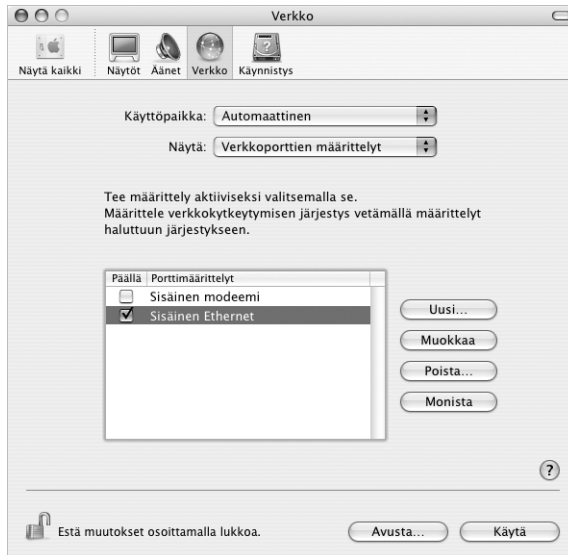 Verkko
Näytä kaikki
Näytöt
Äänet
Verkko
Käynnistys
Käyttöpaikka:
Automaattinen
Näytä:
Verkkoporttien määrittelyt
Tee määrittely aktiiviseksi valitsemalla se.
Määrittele verkkokytkeytymisen järjestys vetämällä määrittelyt
haluttuun järjestykseen.
Päällä
Porttimäärittelyt
Sisäinen modeemi
Sisäinen Ethernet
Uusi...
Muokkaa
Poista...
Monista
?
Estä muutokset osoittamalla lukkoa.
Avusta...
Käytä